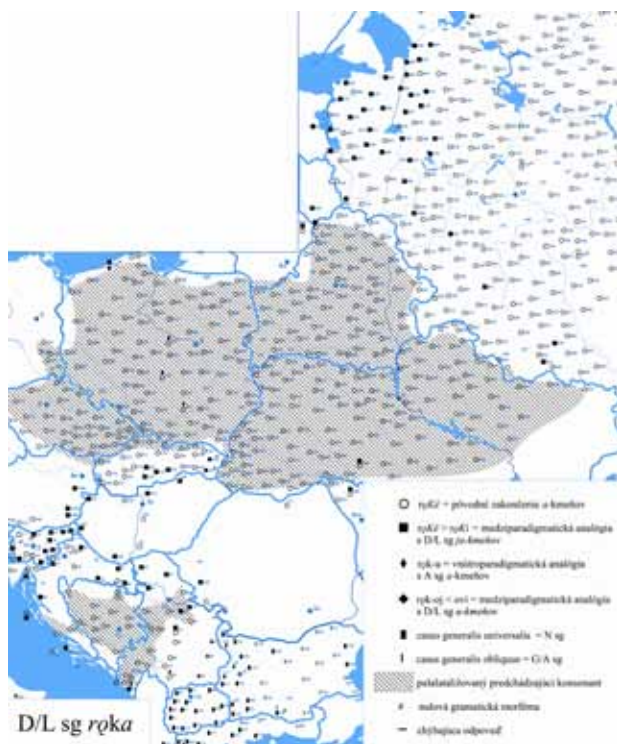 rǫKě = pôvodné zakončenie a-kmeňov
rǫKě > rǫKi = medziparadigmatická analógia
s D/L sg ja-kmeňov
rǫk-u = vnútroparadigmatická analógia
s A sg a-kmeňov
rǫk-oj < ovi = medziparadigmatická analógia
s D/L sg u-kmeňov
casus generalis universalis = N sg
casus generalis obliquus = G/A sg
palatalizovaný predchádzajúci konsonant
nulová gramatická morféma
chýbajúca odpoveď
D/L sg rǫka